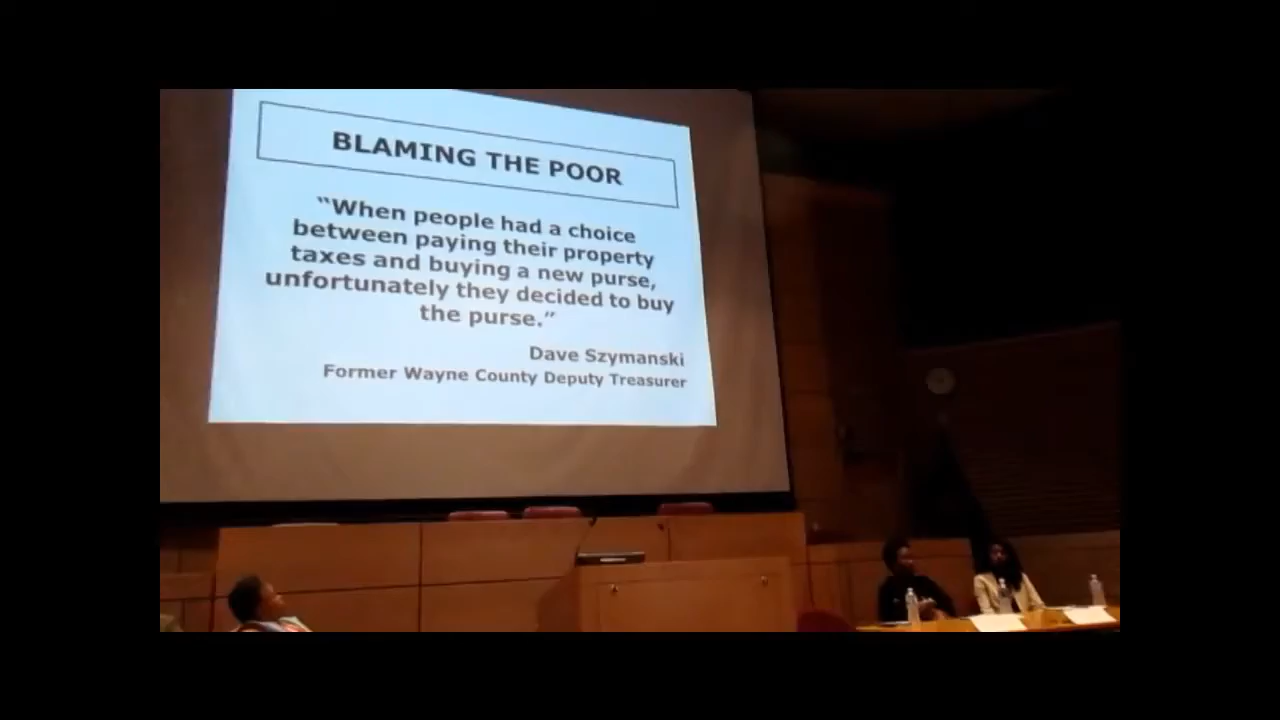 BLAMING THE POOR
“When people had a choice
between paying their property
taxes and buying a new purse,
unfortunately they decided to buy
the purse.”
Dave Szymanski
Former Wayne County Deputy Treasurer